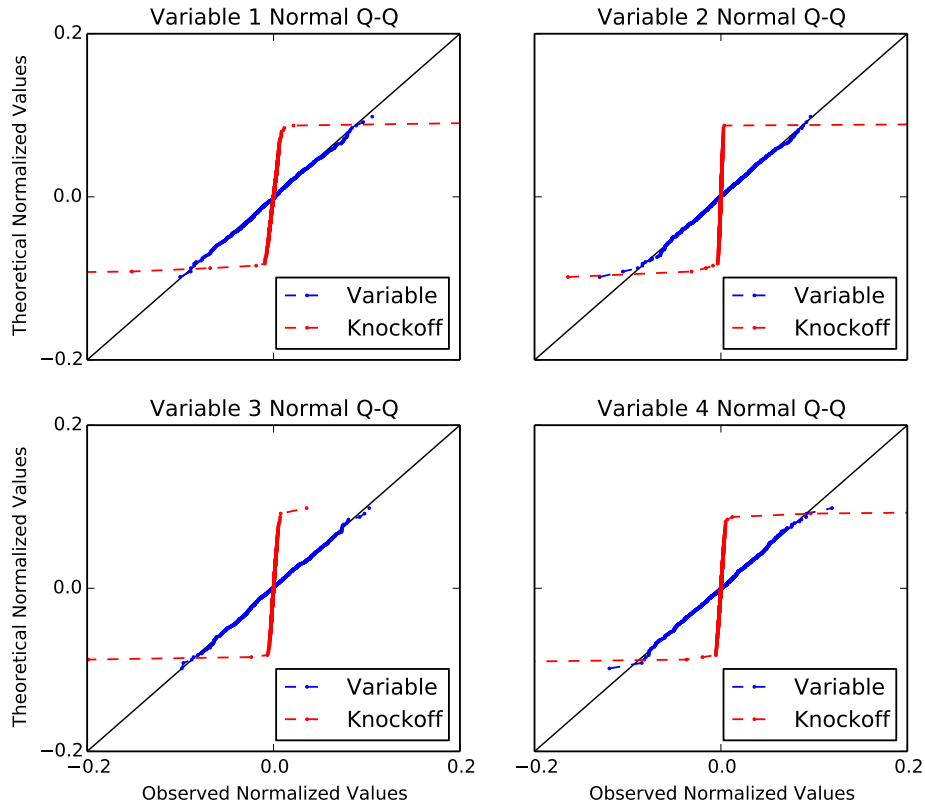 Variable 1 Normal Q-Q
Variable 2 Normal Q-Q
0.2
0.0
−0.2
Theoretical Normalized Values
Variable
Knockoff
Variable
Knockoff
Variable 3 Normal Q-Q
Variable 4 Normal Q-Q
0.2
0.0
−0.2
Theoretical Normalized Values
Variable
Knockoff
Variable
Knockoff
−0.2 0.0 0.2
−0.2 0.0 0.2
Observed Normalized Values
Observed Normalized Values